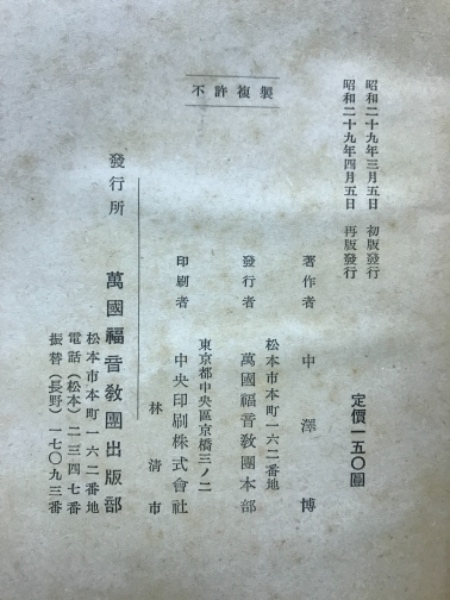 昭和二十九年三月五日 初版發行
昭和二十九年四月五日 再版發行
定價一五〇圓
不許複製
著作者 中澤博
松本市本町一六二番地
發行者 萬國福音教團本部
東京都中央區京橋三ノ二
印刷者 中央印刷株式會社
林清市
發行所 萬國福音教團出版部
松本市本町一六二番地
電話(松本)二三四七番
振替(長野)一七〇九三番